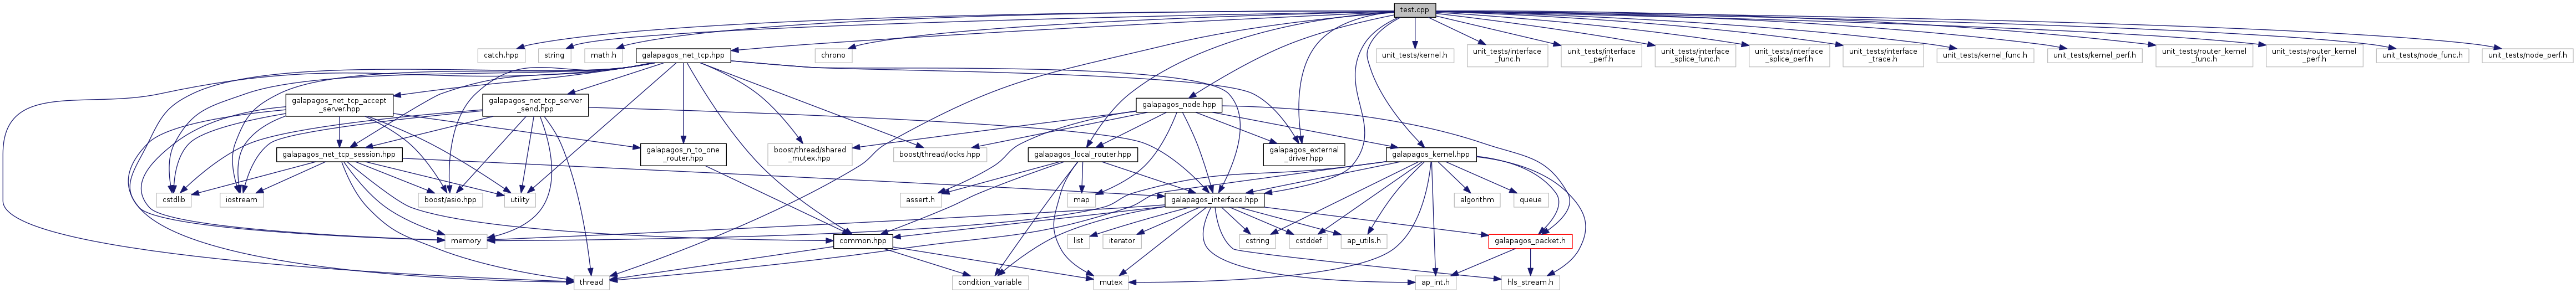 test.cpp
catch.hpp
string
math.h
galapagos_net_tcp.hpp
chrono
unit_tests/kernel.h
unit_tests/interface
_func.h
unit_tests/interface
_perf.h
unit_tests/interface
_splice_func.h
unit_tests/interface
_splice_perf.h
unit_tests/interface
_trace.h
unit_tests/kernel_func.h
unit_tests/kernel_perf.h
unit_tests/router_kernel
_func.h
unit_tests/router_kernel
_perf.h
unit_tests/node_func.h
unit_tests/node_perf.h
galapagos_net_tcp_accept
_server.hpp
galapagos_net_tcp_server
_send.hpp
galapagos_node.hpp
galapagos_net_tcp_session.hpp
galapagos_n_to_one
_router.hpp
boost/thread/shared
_mutex.hpp
boost/thread/locks.hpp
galapagos_local_router.hpp
galapagos_external
_driver.hpp
galapagos_kernel.hpp
cstdlib
iostream
boost/asio.hpp
utility
assert.h
map
galapagos_interface.hpp
algorithm
queue
memory
common.hpp
list
iterator
cstring
cstddef
ap_utils.h
galapagos_packet.h
thread
condition_variable
mutex
ap_int.h
hls_stream.h